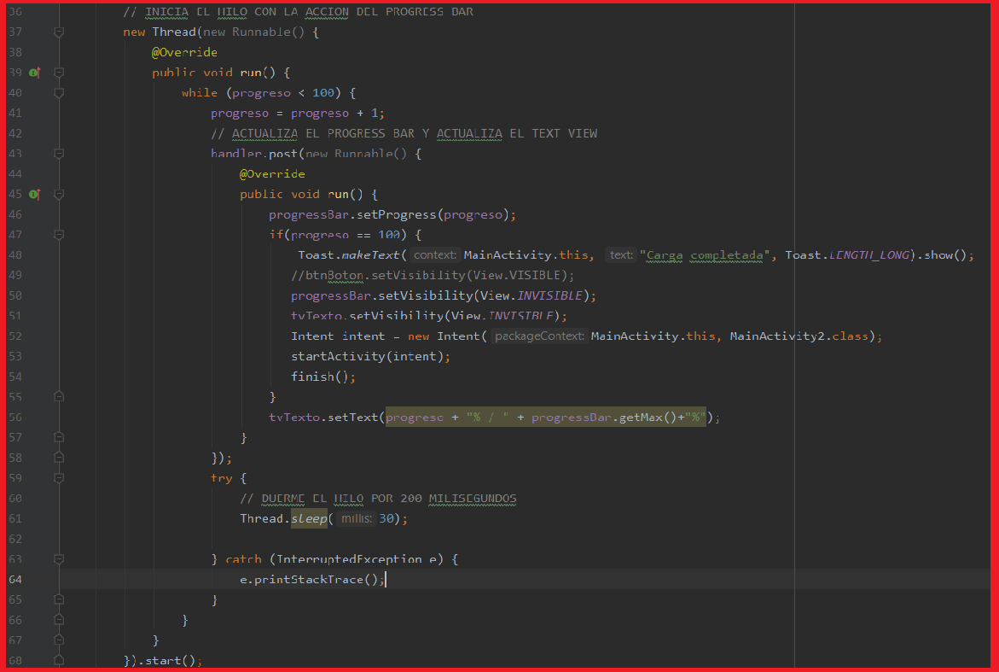 36 // INICIA EL HILO CON LA ACCION DEL PROGRESS BAR
37 new Thread(new Runnable() {
38 @Override
39 public void run() {
40 while (progreso < 100) {
41 progreso = progreso + 1;
42 // ACTUALIZA EL PROGRESS BAR Y ACTUALIZA EL TEXT VIEW
43 handler.post(new Runnable() {
44 @Override
45 public void run() {
46 progressBar.setProgress(progreso);
47 if(progreso == 100) {
48 Toast.makeText( context: MainActivity.this, text: "Carga completada", Toast.LENGTH_LONG).show();
49 //btnBoton.setVisibility(View.VISIBLE);
50 progressBar.setVisibility(View.INVISIBLE);
51 tvTexto.setVisibility(View.INVISIBLE);
52 Intent intent = new Intent( packageContext: MainActivity.this, MainActivity2.class);
53 startActivity(intent);
54 finish();
55 }
56 tvTexto.setText(progreso + "% / " + progressBar.getMax()+"%");
57 }
58 });
59 try {
60 // DUERME EL HILO POR 200 MILISEGUNDOS
61 Thread.sleep( millis: 30);
62
63 } catch (InterruptedException e) {
64 e.printStackTrace();
65 }
66 }
67 }
68 }).start();